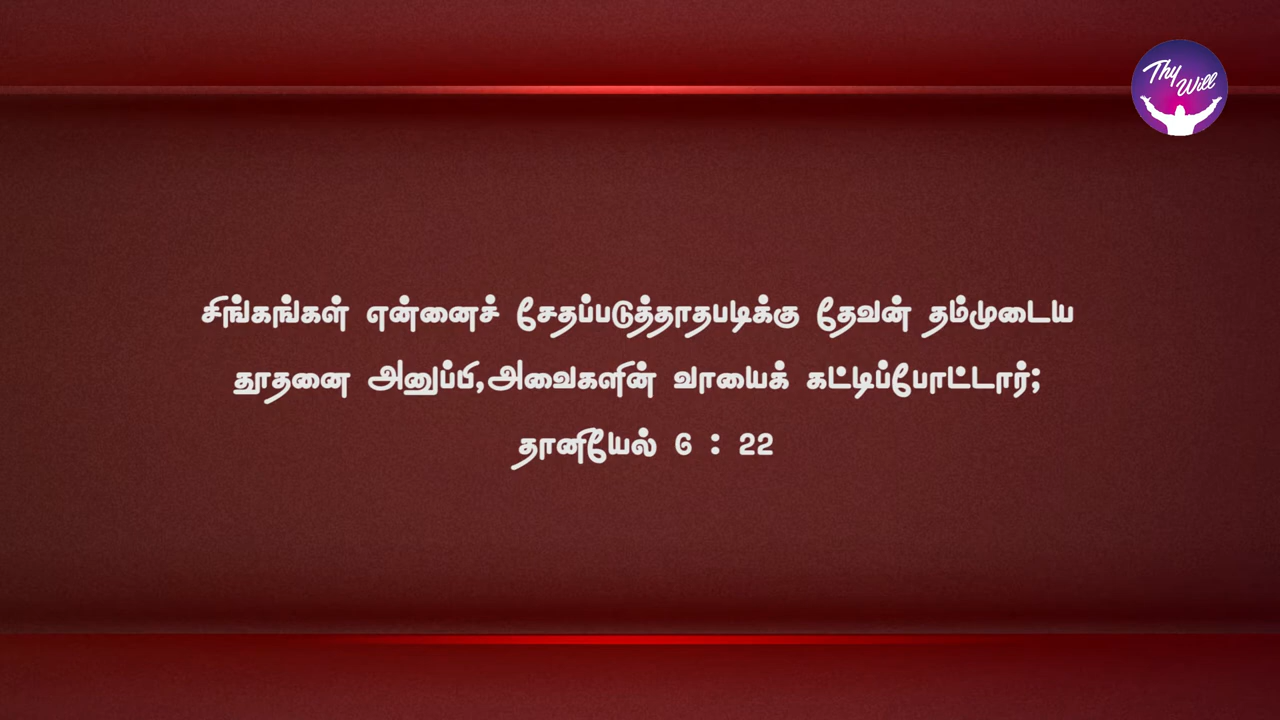 Thy
Will
சிங்கங்கள் என்னைச் சேதப்படுத்தாதபடிக்கு தேவன் தம்முடைய
தூதனை அனுப்பி,அவைகளின் வாயைக் கட்டிப்போட்டார்;
தானியேல் 6 : 22